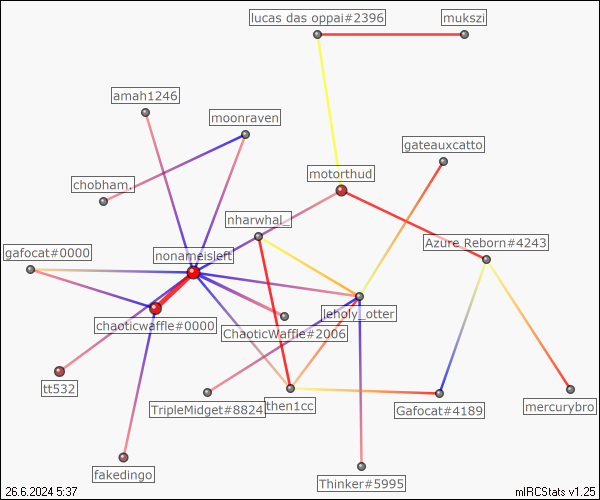 lucas das oppai#2396
mukszi
amah1246
moonraven
gateauxcatto
motorthud
chobham_
nharwhal_
Azure Reborn#4243
gafocat#0000
nonameisleft
leholy_otter
chaoticwaffle#0000
ChaoticWaffle#2006
tt532
TripleMidget#8824
then1cc
Gafocat#4189
mercurybro
fakedingo
Thinker#5995
26.6.2024 5:37
mIRCStats v1.25